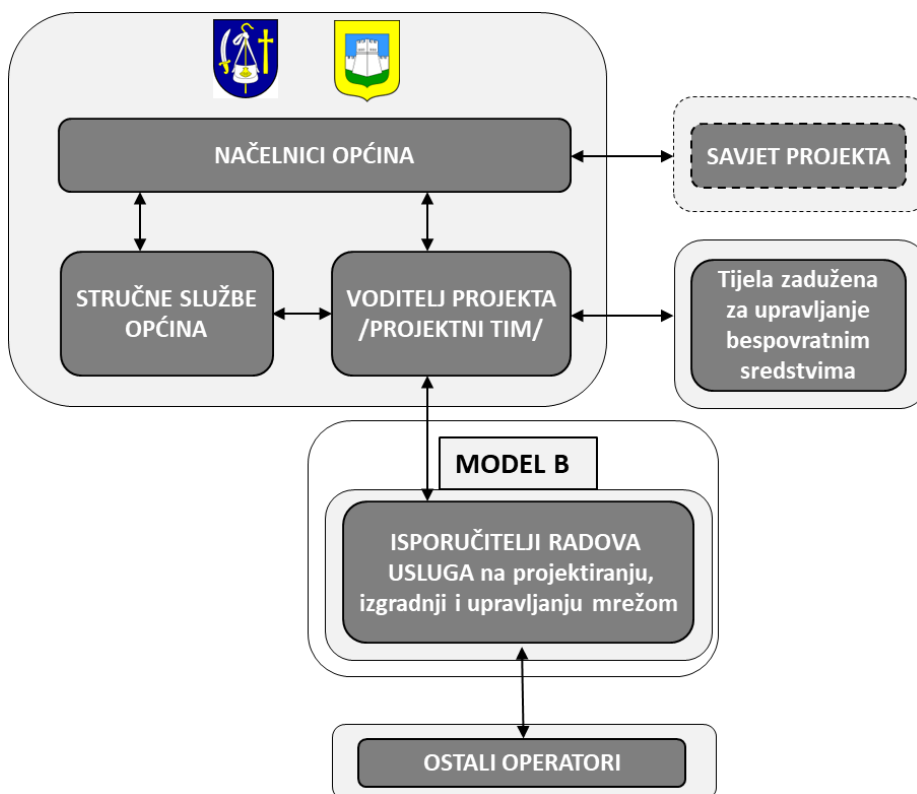 NAČELNICI OPĆINA
SAVJET PROJEKTA
STRUČNE SLUŽBE
OPĆINA
VODITELJ PROJEKTA
/PROJEKTNI TIM/
Tijela zadužena
za upravljanje
bespovratnim
sredstvima
MODEL B
ISPORUČITELJI RADOVA
USLUGA na projektiranju,
izgradnji i upravljanju mrežom
OSTALI OPERATORI